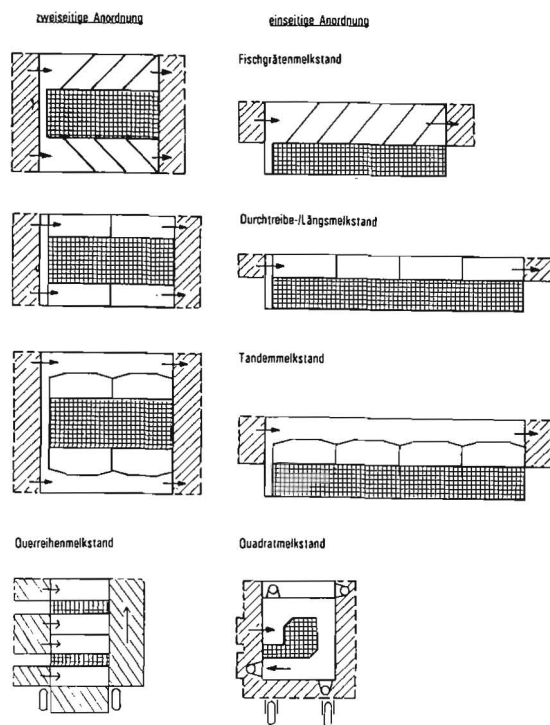 zweiseitige Anordnung
einseitige Anordnung
Fischgrätenmelkstand
Durchtreibe-/Längsmelkstand
Tandemmelkstand
Querreihenmelkstand
Quadratmelkstand